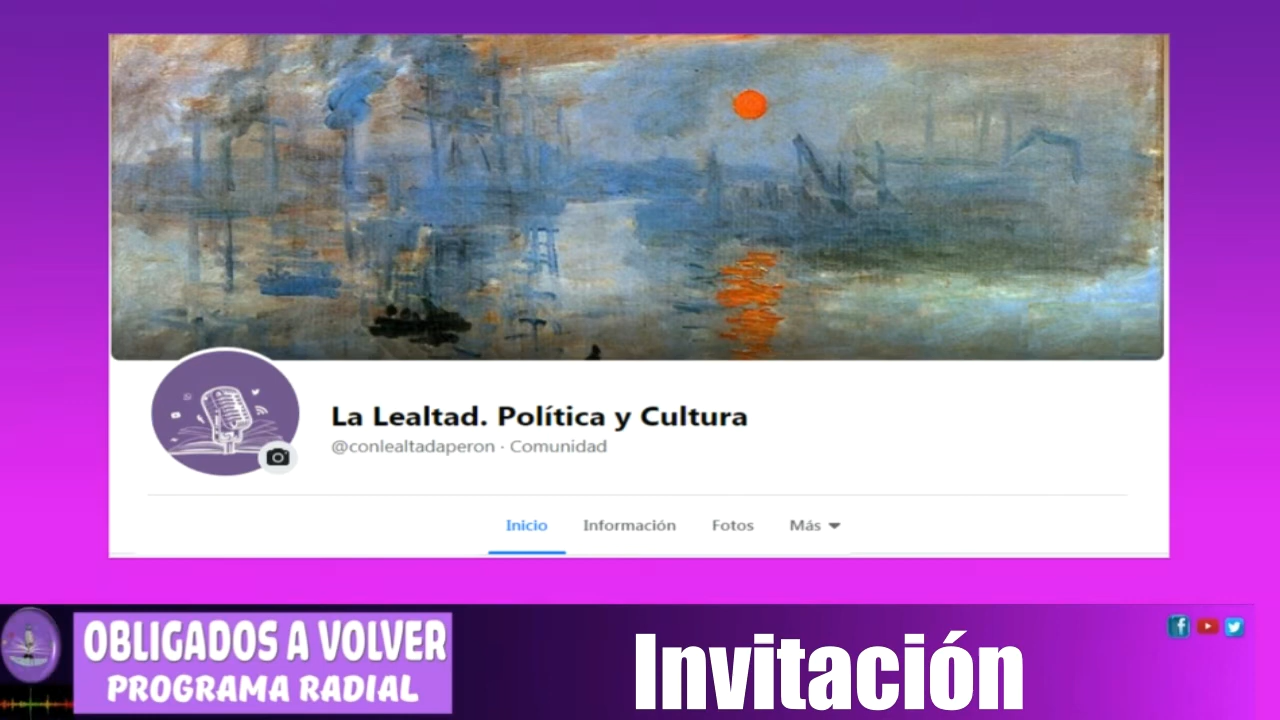 La Lealtad. Política y Cultura
@conlealtadaperon · Comunidad
Inicio Información Fotos Más
OBLIGADOS A VOLVER
PROGRAMA RADIAL
Invitación